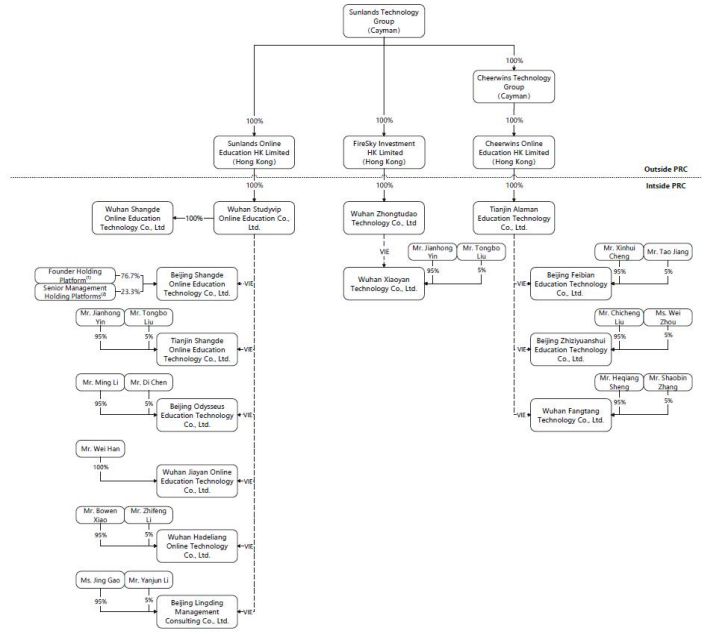 Sunlands Technology
Group
(Cayman)
100%
Cheerwins Technology
Group
(Cayman)
100%
100%
100%
Sunlands Online
Education HK Limited
(Hong Kong)
FireSky Investment
HK Limited
(Hong Kong)
Cheerwins Online
Education HK Limited
(Hong Kong)
Outside PRC
Intside PRC
100%
100%
100%
Wuhan Shangde
Online Education
Technology Co., Ltd
100%
Wuhan Studyvip
Online Education Co.,
Ltd.
Wuhan Zhongtudao
Technology Co., Ltd
Tianjin Alaman
Education Technology
Co., Ltd.
VIE
Mr. Jianhong
Yin
Mr. Tongbo
Liu
95%
5%
Wuhan Xiaoyan
Technology Co., Ltd.
Mr. Xinhui
Cheng
Mr. Tao Jiang
95%
5%
VIE
Beijing Feibian
Education Technology
Co., Ltd.
Founder Holding
Platform(1)
76.7%
Senior Management
Holding Platforms(2)
23.3%
Beijing Shangde
Online Education
Technology Co., Ltd.
VIE
Mr. Jianhong
Yin
Mr. Tongbo
Liu
95%
5%
Tianjin Shangde
Online Education
Technology Co., Ltd.
VIE
Mr. Chicheng
Liu
Ms. Wei
Zhou
95%
5%
VIE
Beijing Zhiziyuanshui
Education Technology
Co., Ltd.
Mr. Ming Li
Mr. Di Chen
95%
5%
Beijing Odysseus
Education Technology
Co., Ltd.
VIE
Mr. Heqiang
Sheng
Mr. Shaobin
Zhang
95%
5%
VIE
Wuhan Fangtang
Technology Co., Ltd.
Mr. Wei Han
100%
Wuhan Jiayan Online
Education Technology
Co., Ltd.
VIE
Mr. Bowen
Xiao
Mr. Zhifeng
Li
95%
5%
Wuhan Hadeliang
Online Technology
Co., Ltd.
VIE
Ms. Jing Gao
Mr. Yanjun Li
95%
5%
Beijing Lingding
Management
Consulting Co., Ltd.
VIE